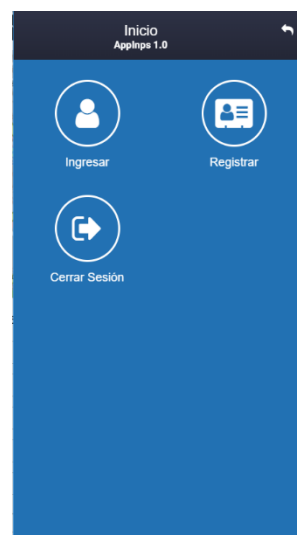 Inicio
AppInps 1.0
Ingresar
Registrar
Cerrar Sesión